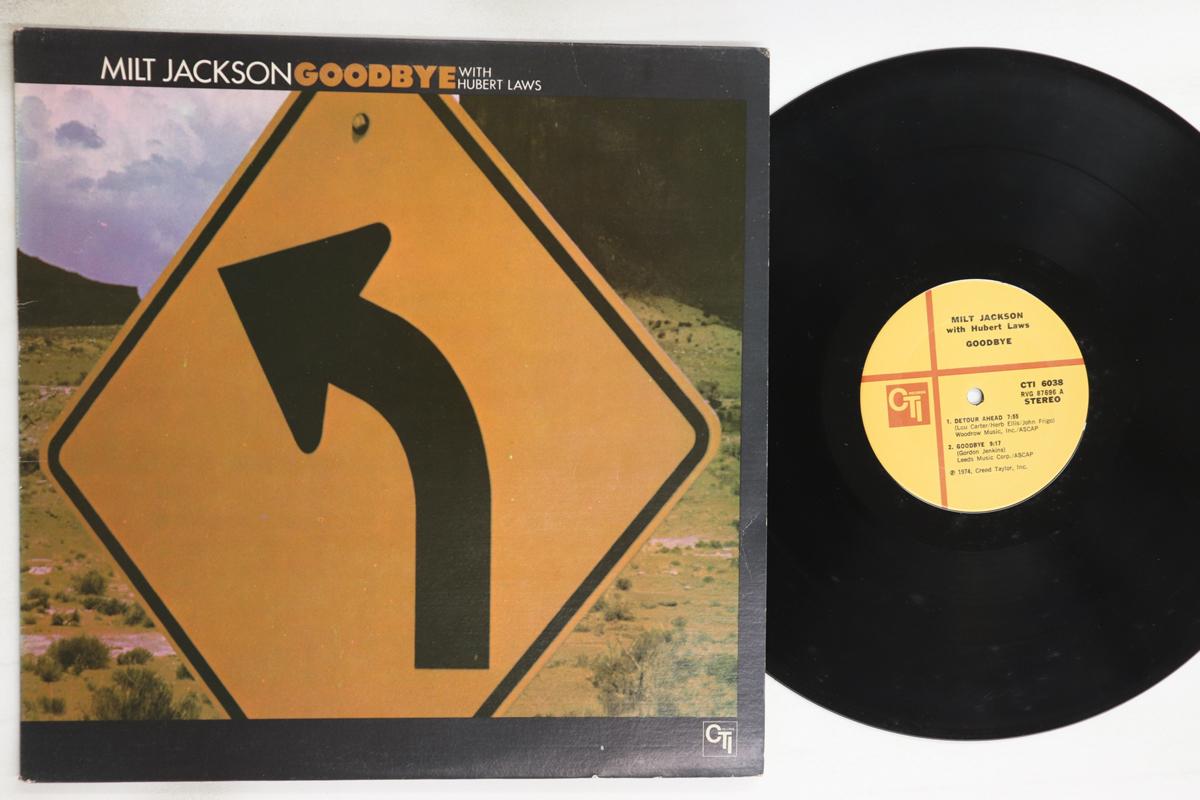 MILT JACKSON GOODBYE WITH HUBERT LAWS
CTI
MILT JACKSON
with Hubert Laws
GOODBYE
CTI
CTI 6038
RVG 87696 A
STEREO
1. DETOUR AHEAD 7:55
(Lou Carter/Herb Ellis/John Frigo)
Woodrow Music, Inc./ASCAP
2. GOODBYE 9:17
(Gordon Jenkins)
Leeds Music Corp./ASCAP
℗ 1974, Creed Taylor, Inc.